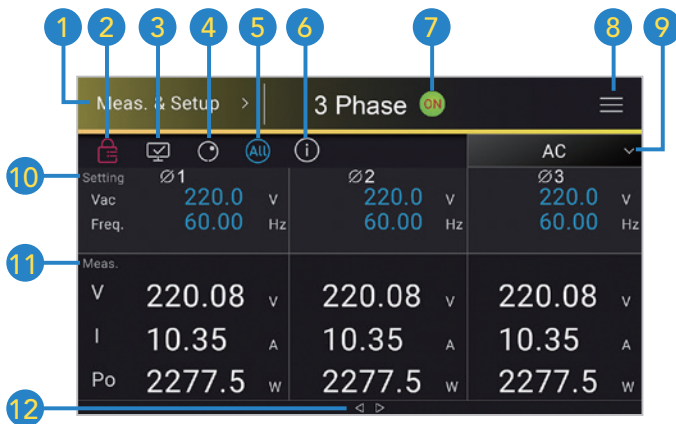 1 2 3 4 5 6 7 8 9
Meas. & Setup > 3 Phase ON
All i AC
10 Setting Ø1 Ø2 Ø3
Vac 220.0 V 220.0 V 220.0 V
Freq. 60.00 Hz 60.00 Hz 60.00 Hz
11 Meas.
V 220.08 V 220.08 V 220.08 V
I 10.35 A 10.35 A 10.35 A
Po 2277.5 W 2277.5 W 2277.5 W
12